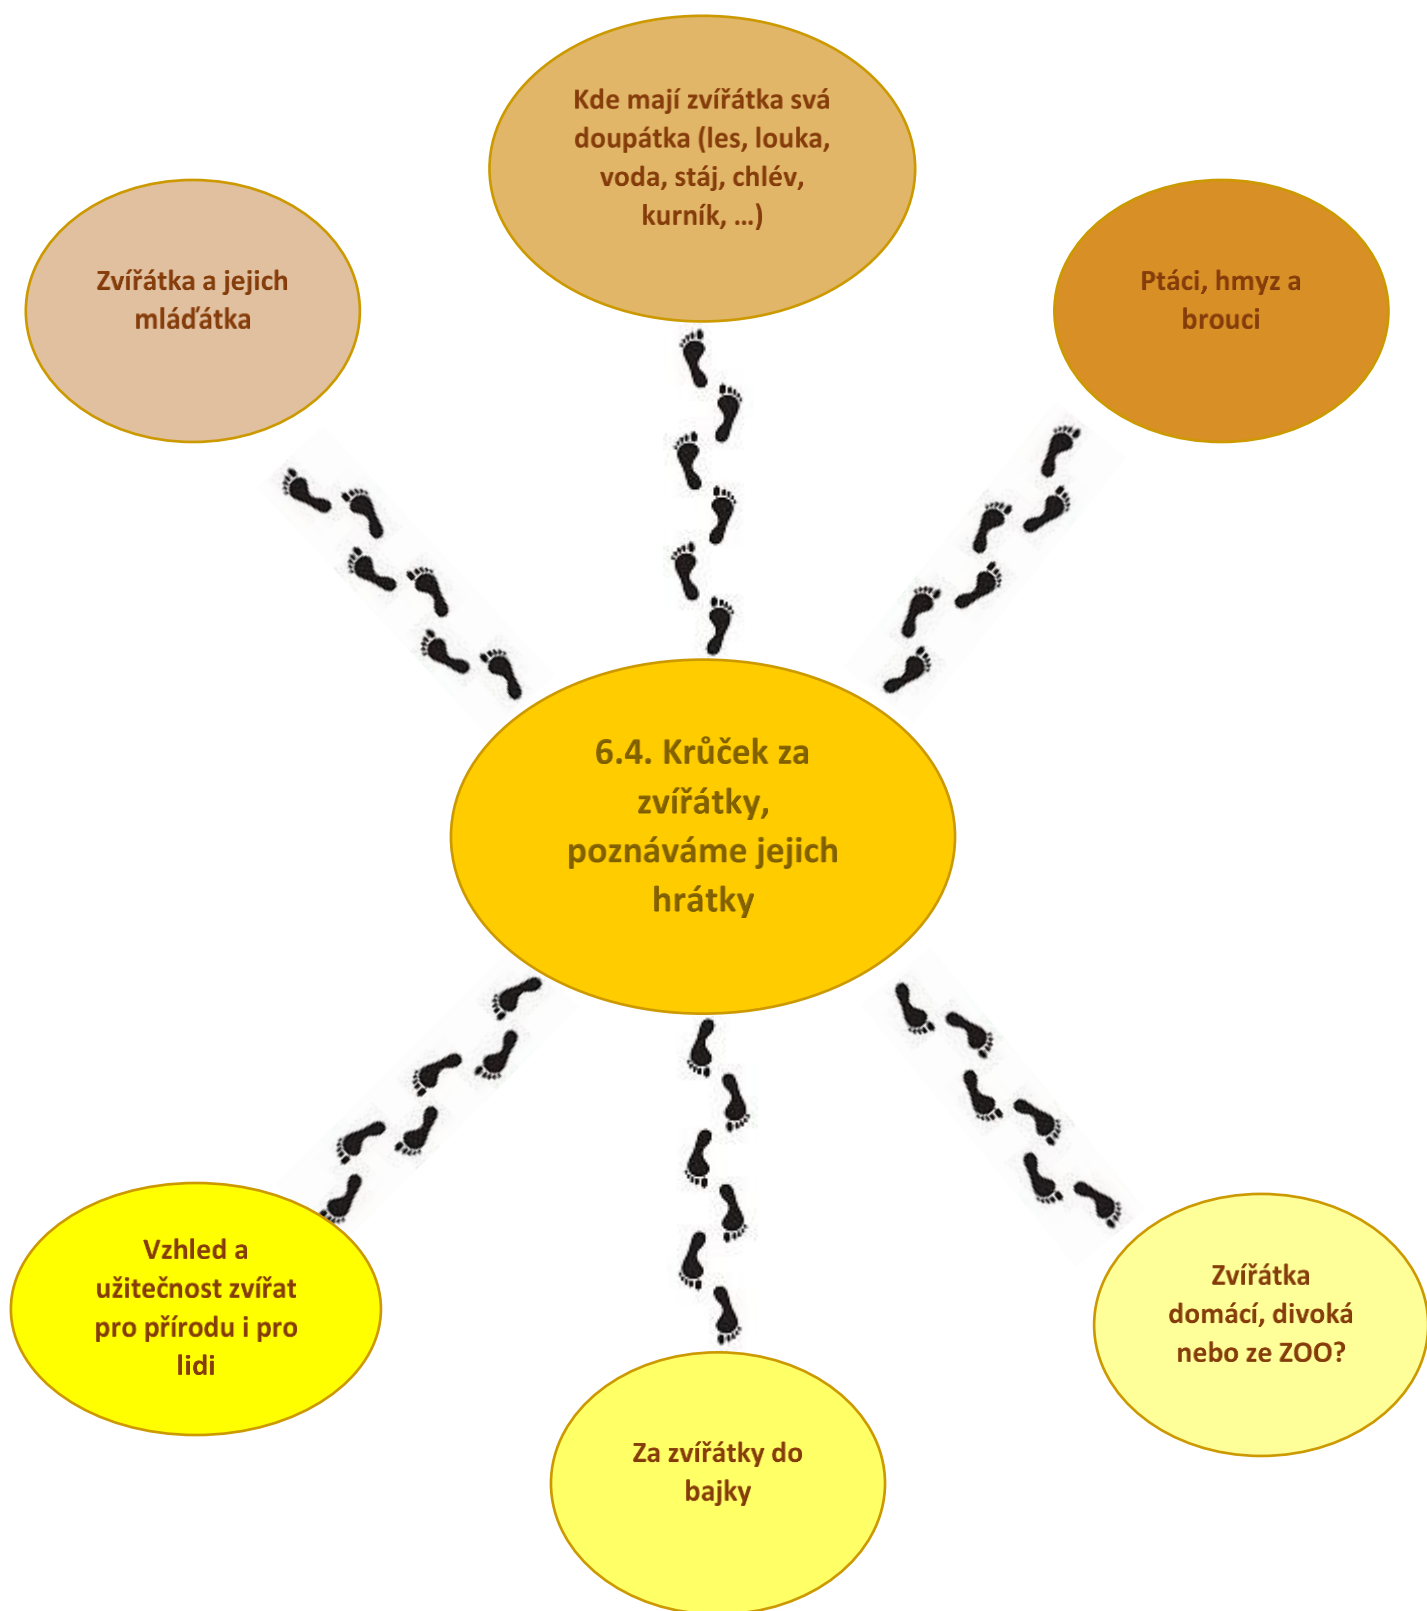 Kde mají zvířátka svá
doupátka (les, louka,
voda, stáj, chlév,
kurník, …)
Zvířátka a jejich
mláďátka
Ptáci, hmyz a
brouci
6.4. Krůček za
zvířátky,
poznáváme jejich
hrátky
Vzhled a
užitečnost zvířat
pro přírodu i pro
lidi
Za zvířátky do
bajky
Zvířátka
domácí, divoká
nebo ze ZOO?